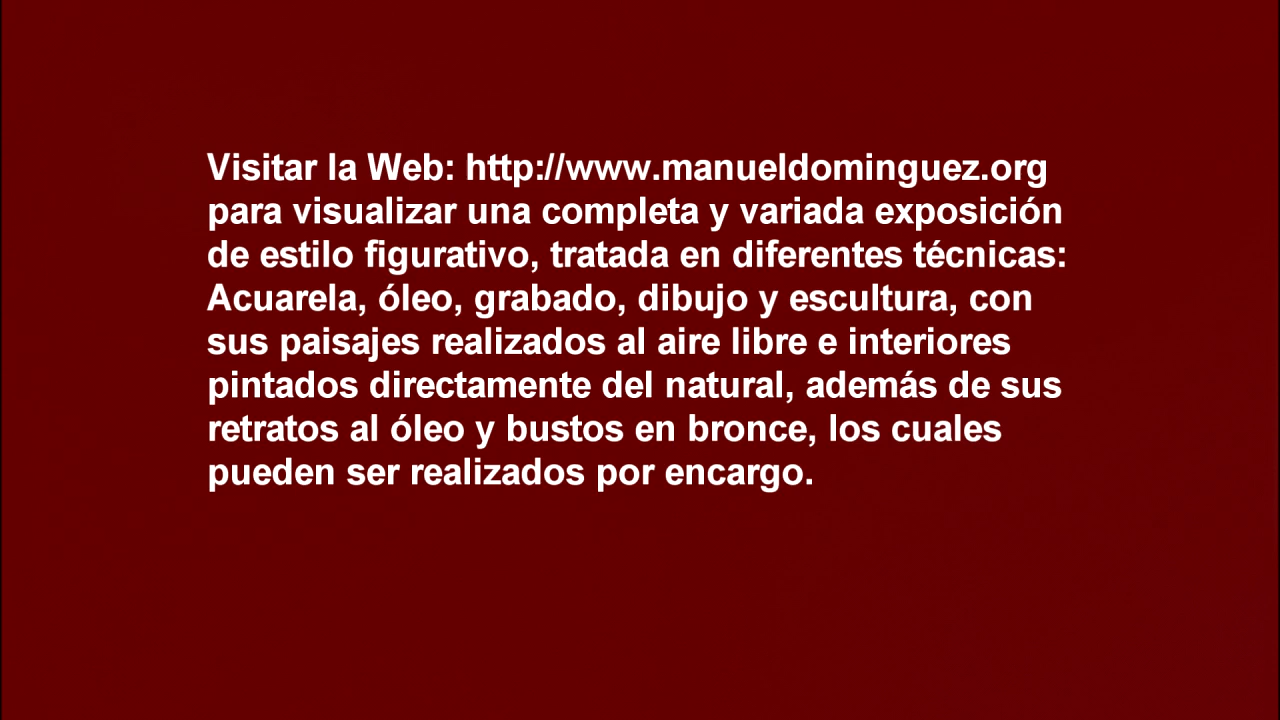 Visitar la Web: http://www.manueldominguez.org
para visualizar una completa y variada exposición
de estilo figurativo, tratada en diferentes técnicas:
Acuarela, óleo, grabado, dibujo y escultura, con
sus paisajes realizados al aire libre e interiores
pintados directamente del natural, además de sus
retratos al óleo y bustos en bronce, los cuales
pueden ser realizados por encargo.